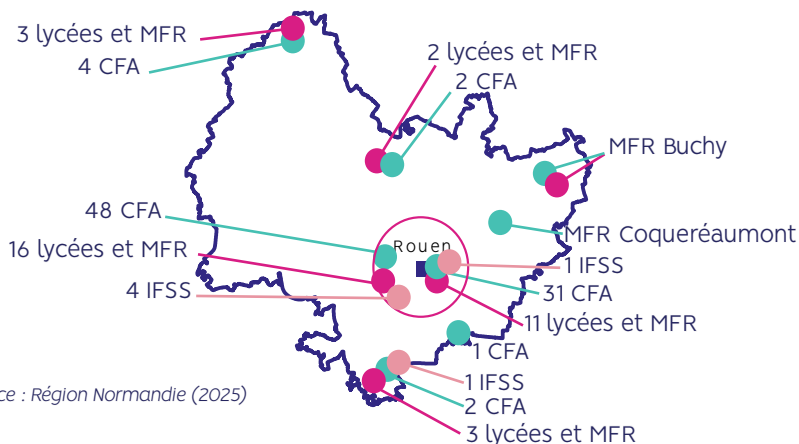 3 lycées et MFR
4 CFA
2 lycées et MFR
2 CFA
MFR Buchy
48 CFA
MFR Coqueréaumont
16 lycées et MFR
Rouen
1 IFSS
4 IFSS
31 CFA
11 lycées et MFR
1 CFA
1 IFSS
2 CFA
3 lycées et MFR
ce : Région Normandie (2025)